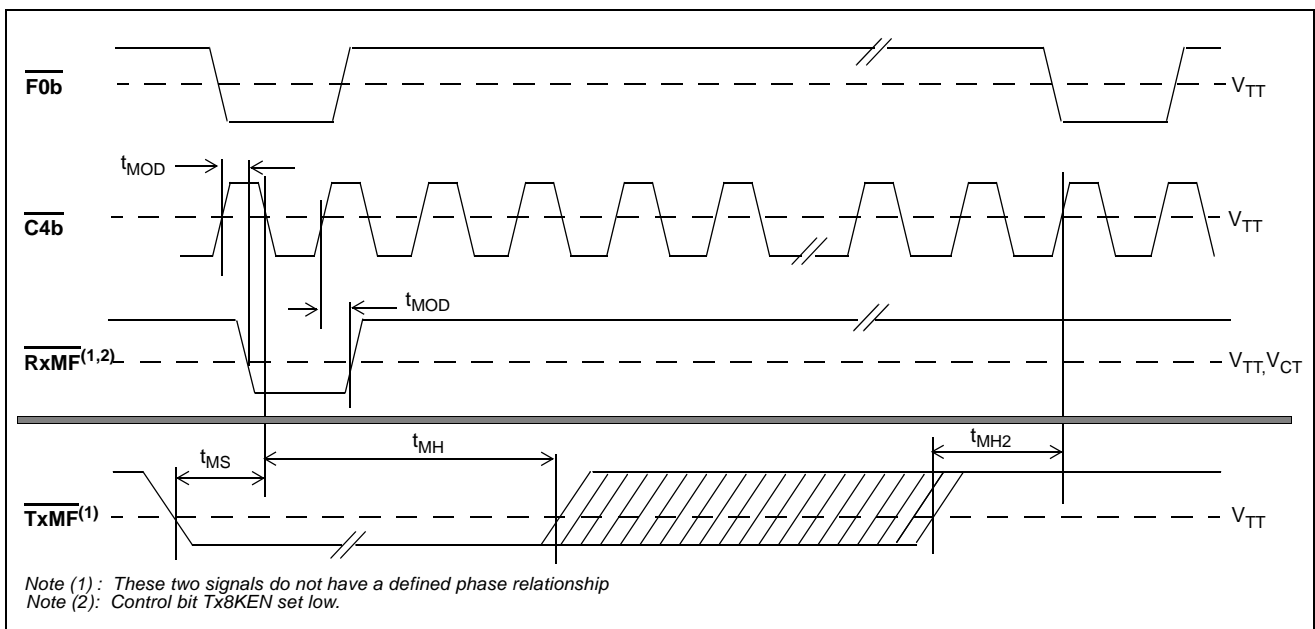 F0b
VTT
tMOD
C4b
VTT
tMOD
RxMF(1,2)
VTT,VCT
tMS
tMH
tMH2
TxMF(1)
VTT
Note (1) : These two signals do not have a defined phase relationship
Note (2): Control bit Tx8KEN set low.